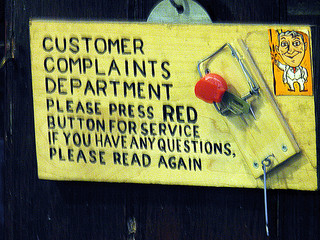 CUSTOMER
COMPLAINTS
DEPARTMENT
PLEASE PRESS RED
BUTTON FOR SERVICE
IF YOU HAVE ANY QUESTIONS,
PLEASE READ AGAIN